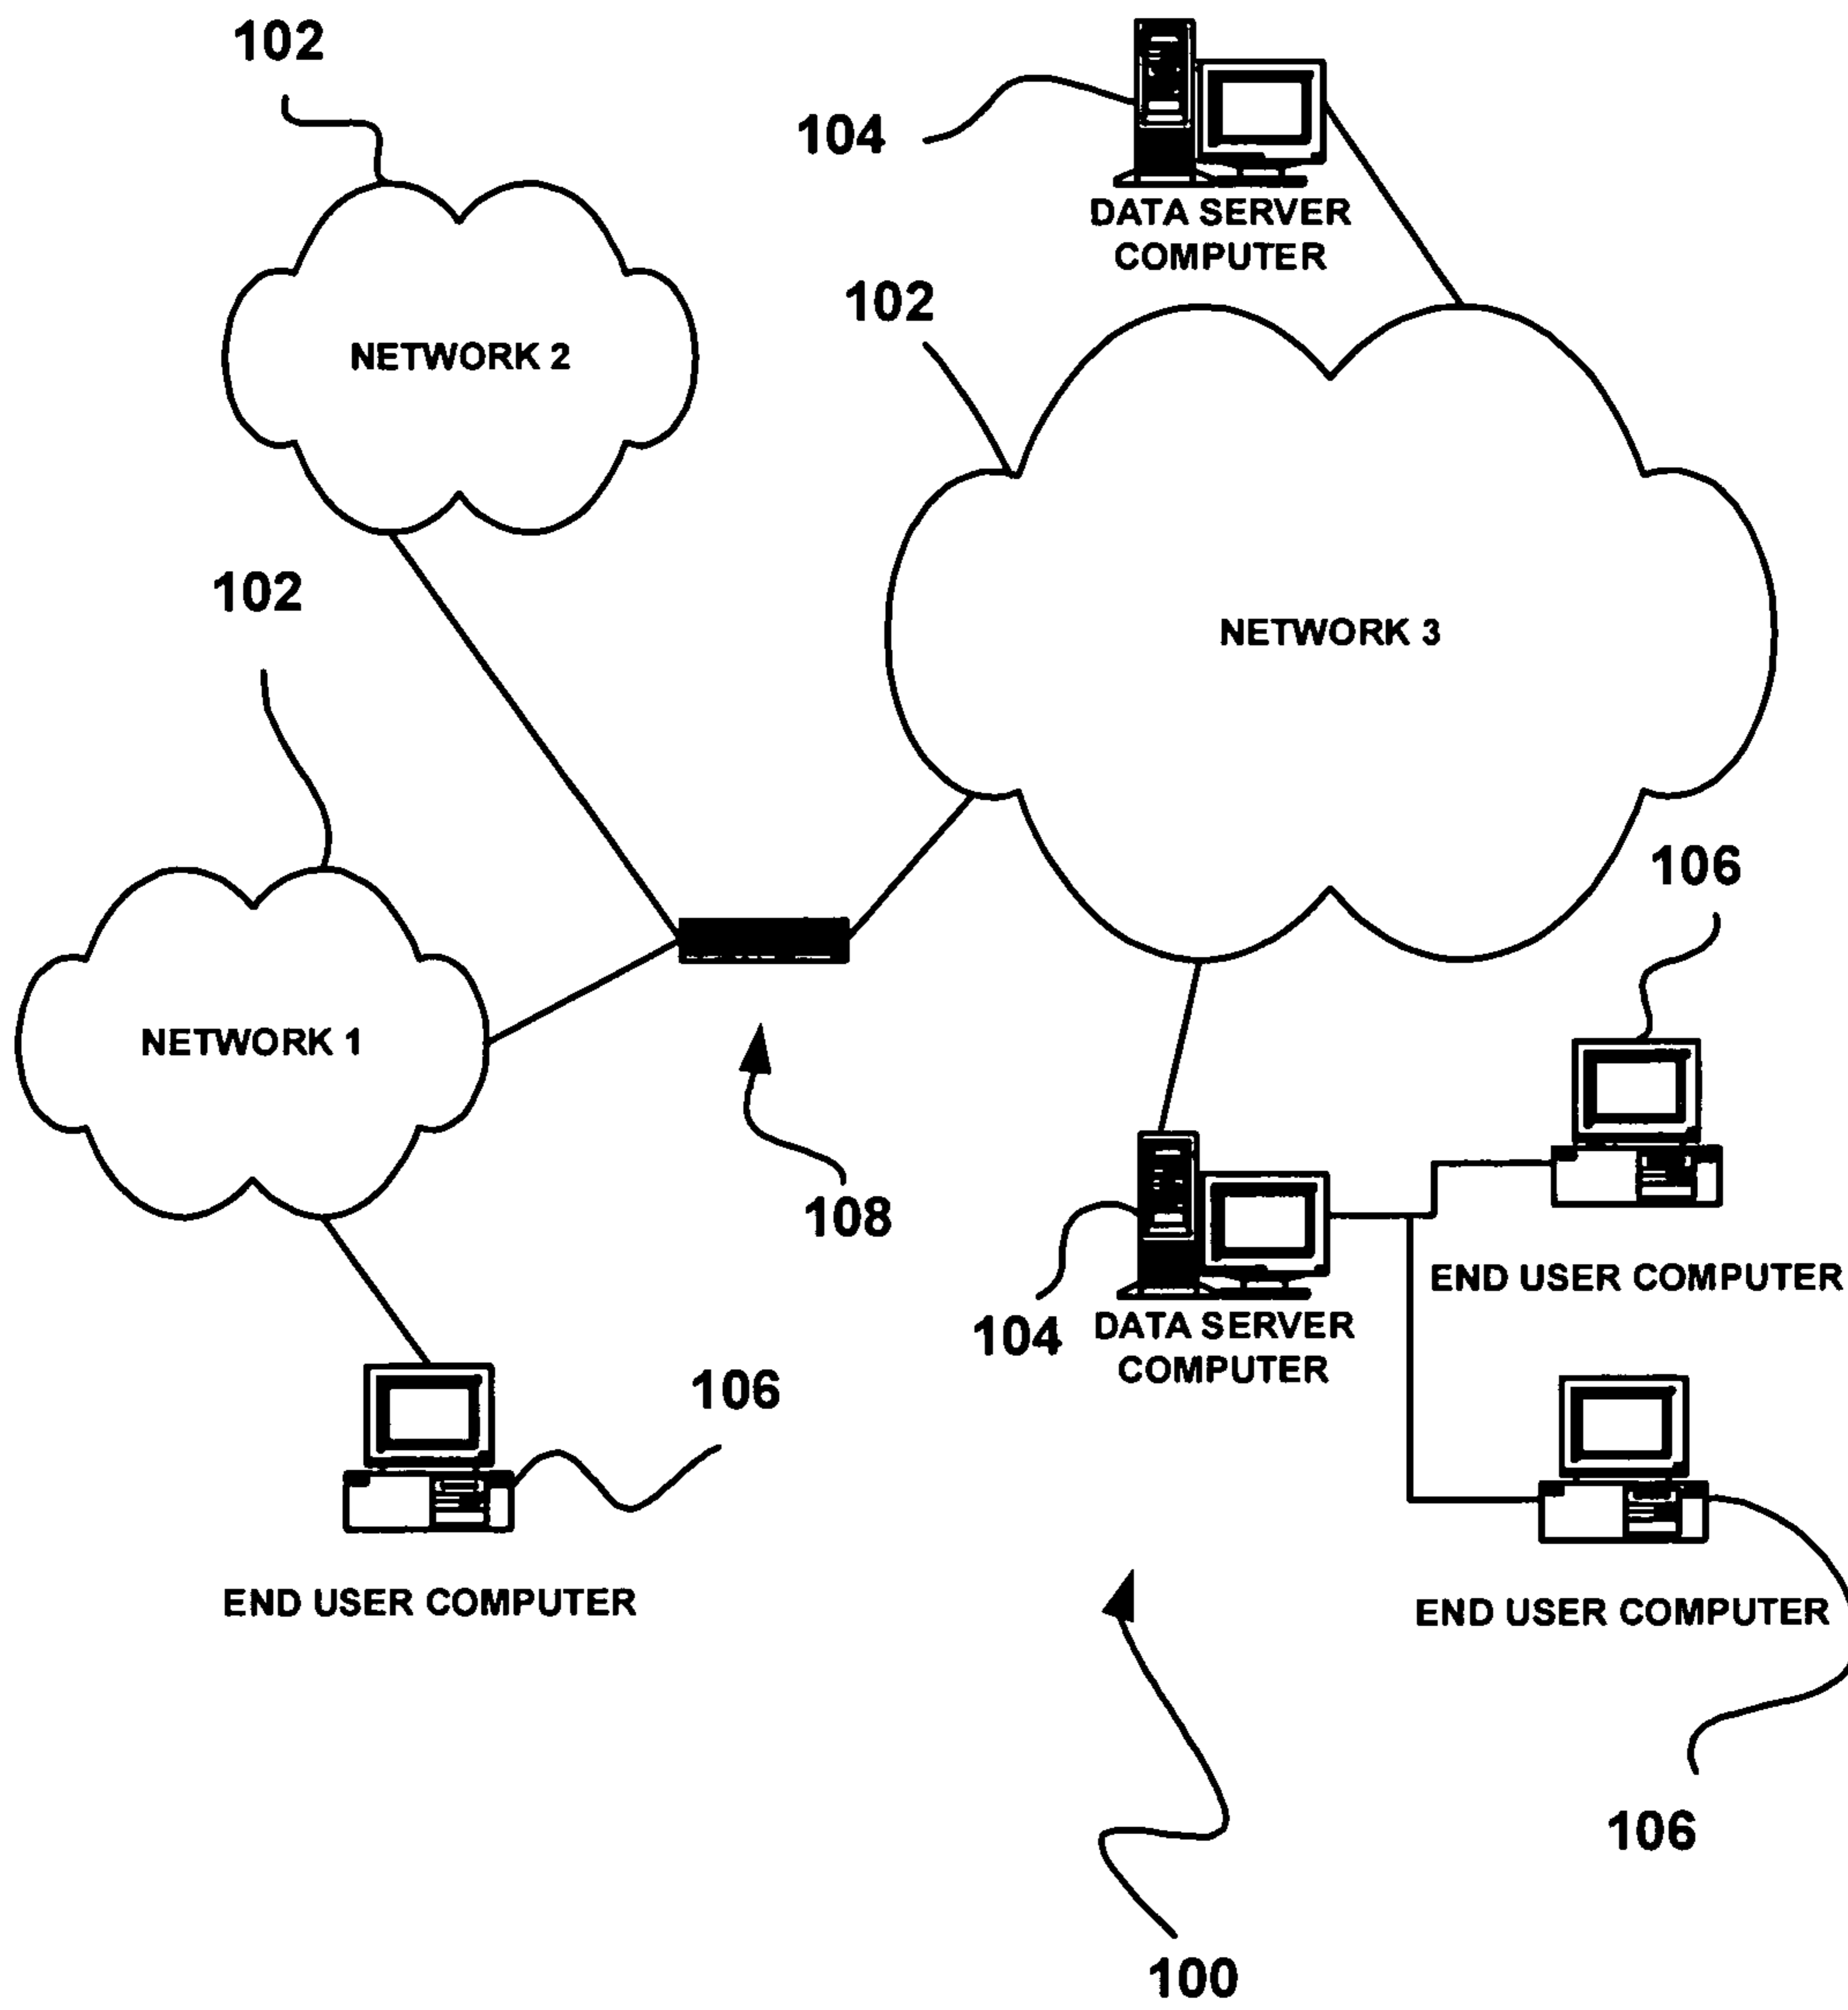 102
104
DATA SERVER
COMPUTER
102
NETWORK 2
102
NETWORK 3
106
NETWORK 1
108
END USER COMPUTER
104
DATA SERVER
COMPUTER
106
END USER COMPUTER
END USER COMPUTER
106
100